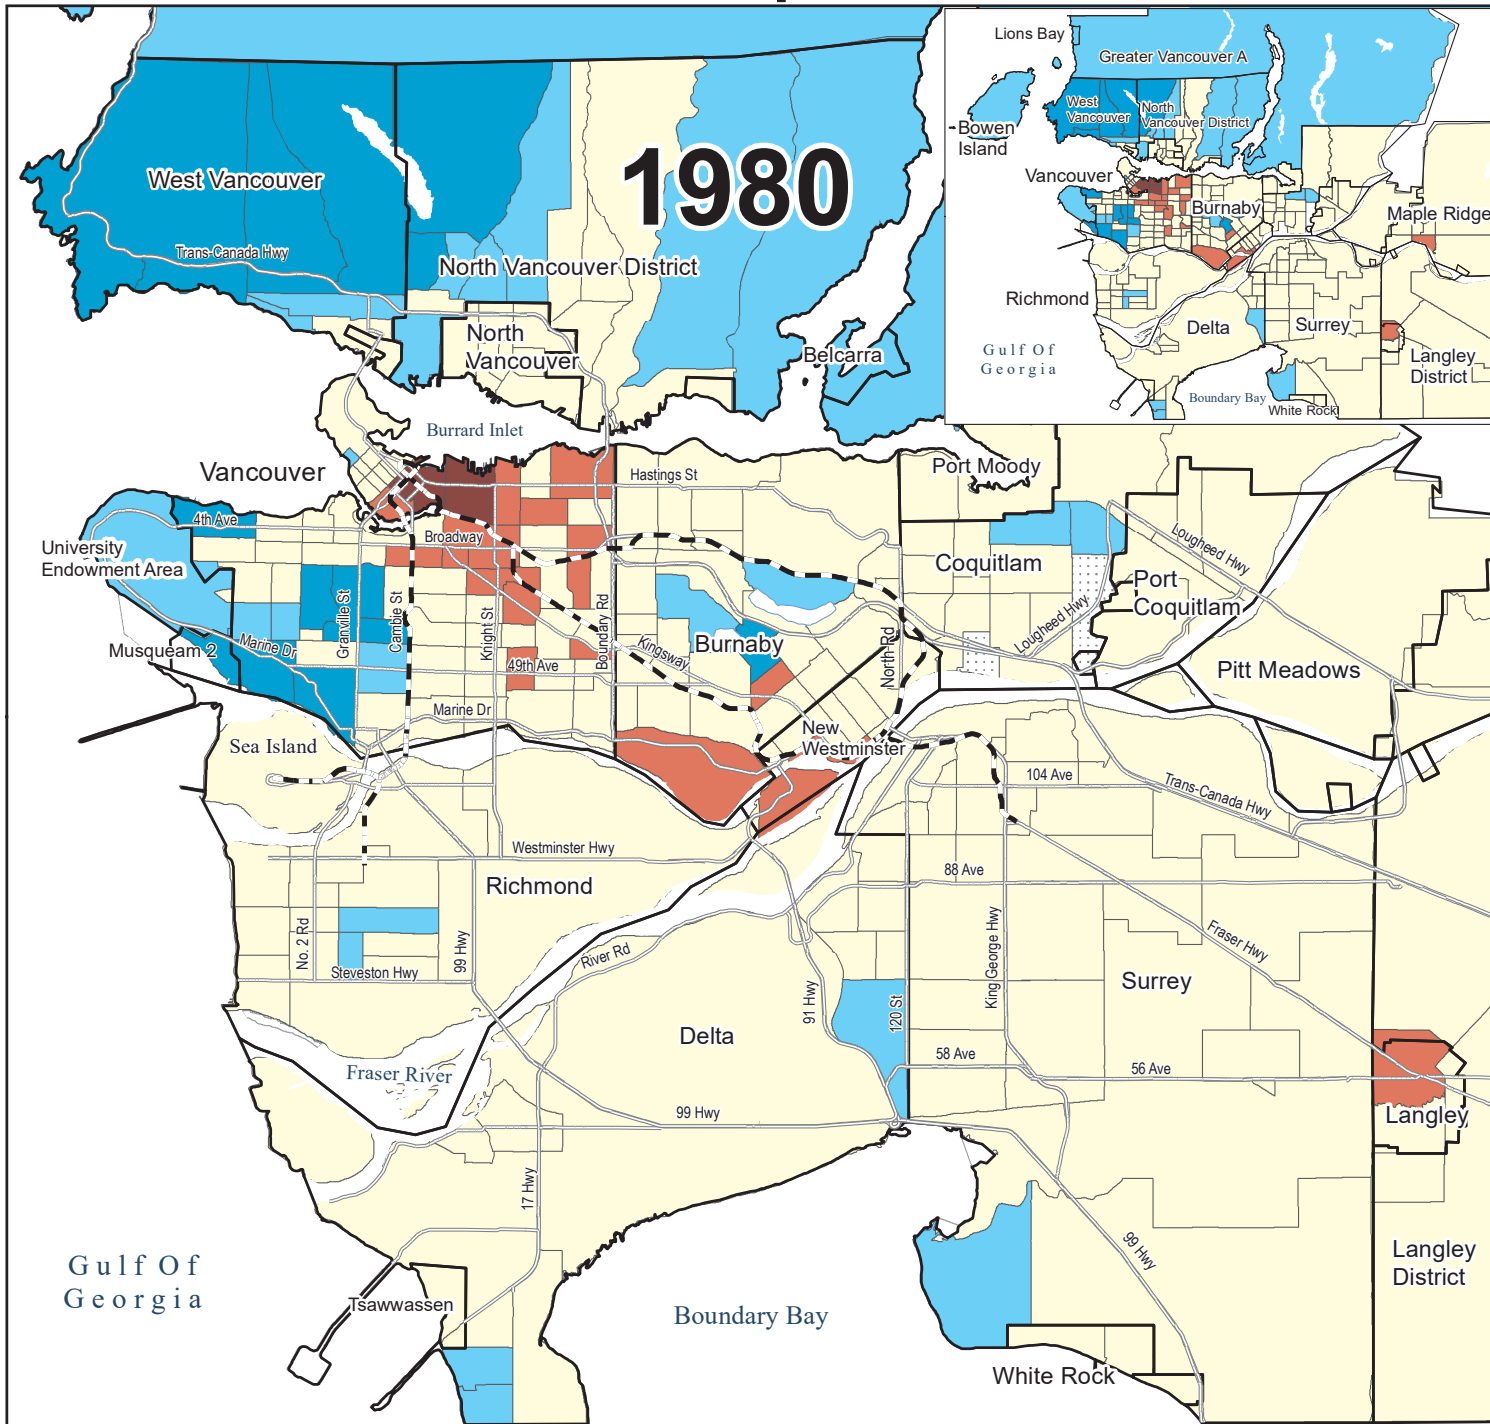 1980
Lions Bay
Greater Vancouver A
West
Vancouver
North
Vancouver District
Bowen
Island
Vancouver
Burnaby
Maple Ridge
Richmond
Delta
Surrey
Gulf Of
Georgia
Langley
District
Boundary Bay
White Rock
West Vancouver
Trans-Canada Hwy
North Vancouver District
North
Vancouver
Belcarra
Burrard Inlet
Vancouver
Hastings St
Port Moody
4th Ave
Broadway
University
Endowment Area
Coquitlam
Lougheed Hwy
Port
Coquitlam
Granville St
Cambie St
Knight St
Boundary Rd
Lougheed Hwy
Musqueam 2
Marine Dr
49th Ave
Kingsway
Burnaby
North Rd
Pitt Meadows
Marine Dr
Sea Island
New
Westminster
104 Ave
Trans-Canada Hwy
Westminster Hwy
88 Ave
Richmond
No. 2 Rd
99 Hwy
River Rd
King George Hwy
Fraser Hwy
Steveston Hwy
91 Hwy
120 St
Surrey
Delta
58 Ave
56 Ave
Fraser River
99 Hwy
Langley
17 Hwy
99 Hwy
Gulf Of
Georgia
Langley
District
Tsawwassen
Boundary Bay
White Rock